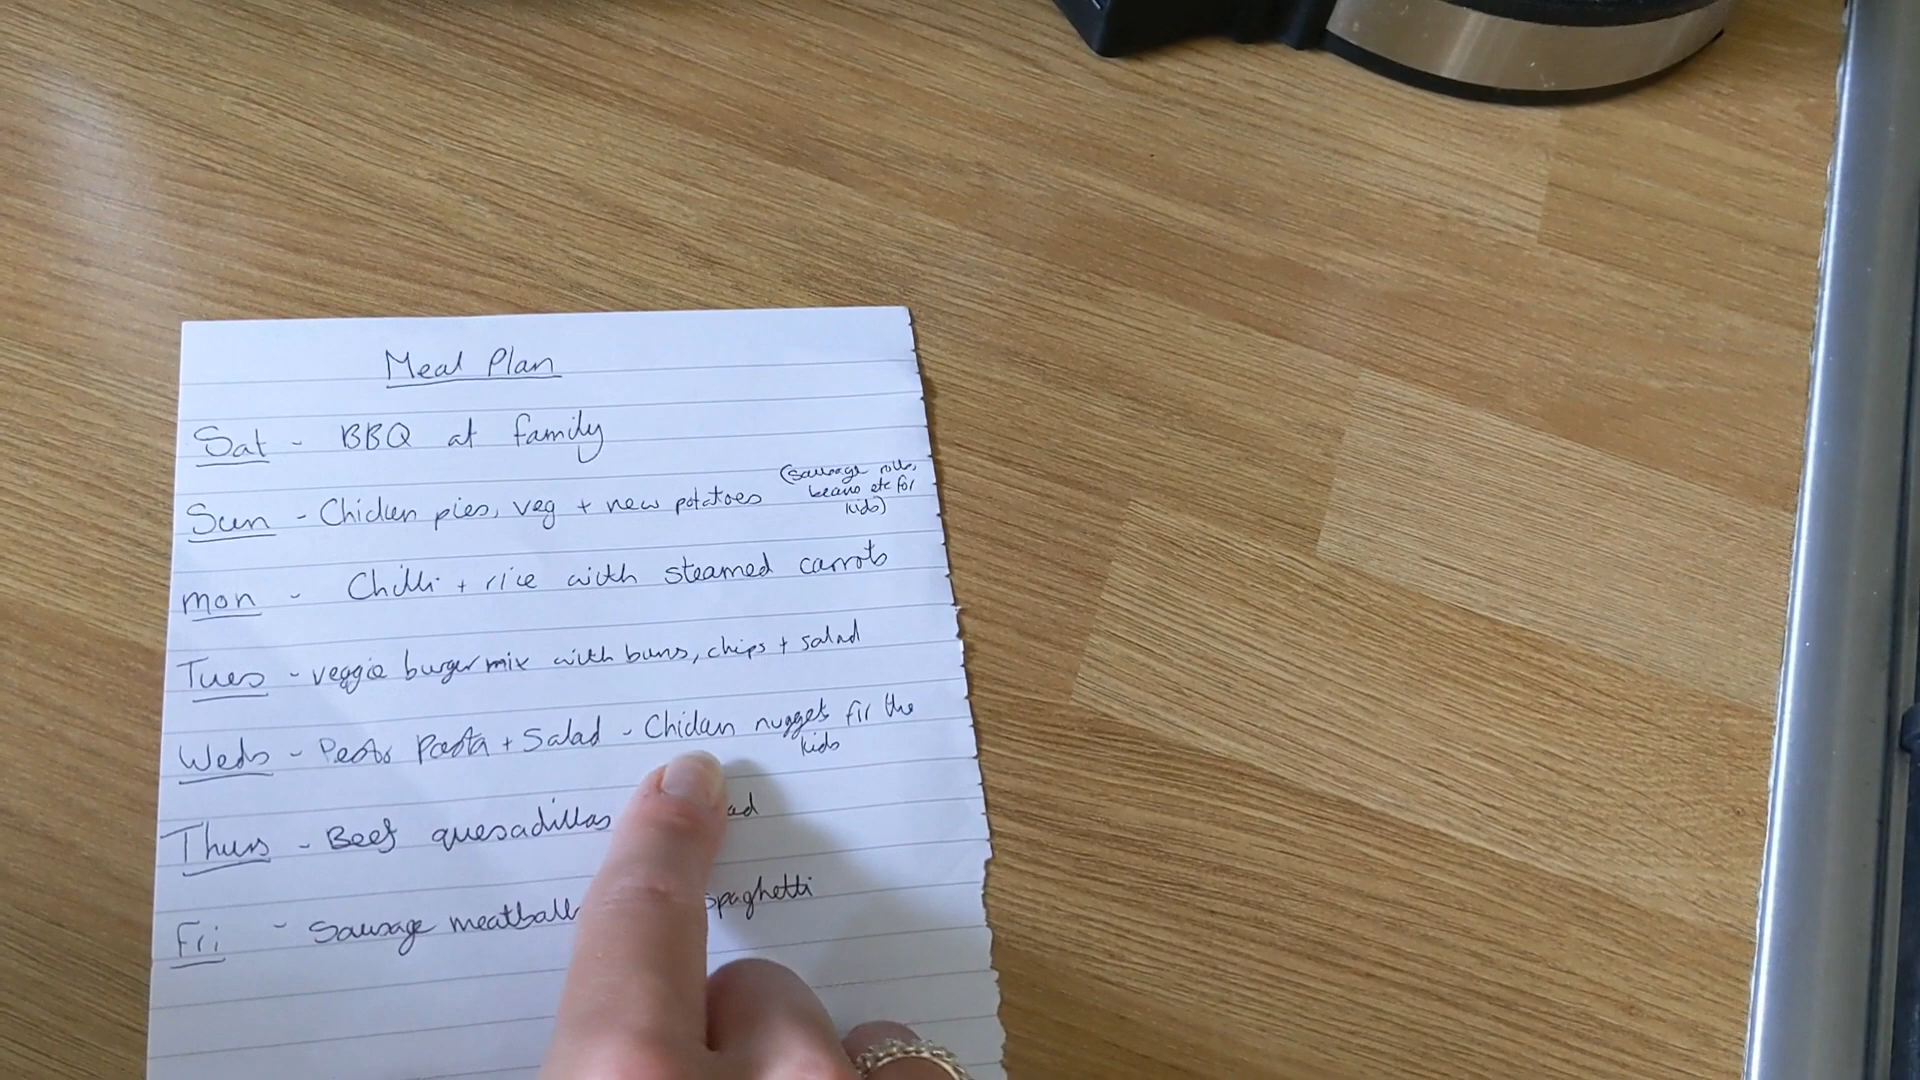 Meal Plan
Sat - BBQ at family
(sausage rolls,
beans etc for
kids)
Sun - Chicken pies, veg + new potatoes
Mon - Chilli + rice with steamed carrots
Tues - veggie burger mix with buns, chips + salad
Weds - Pesto Pasta + Salad - Chicken nugget for the
kids
Thurs - Beef quesadillas
Fri - Sausage meatball spaghetti